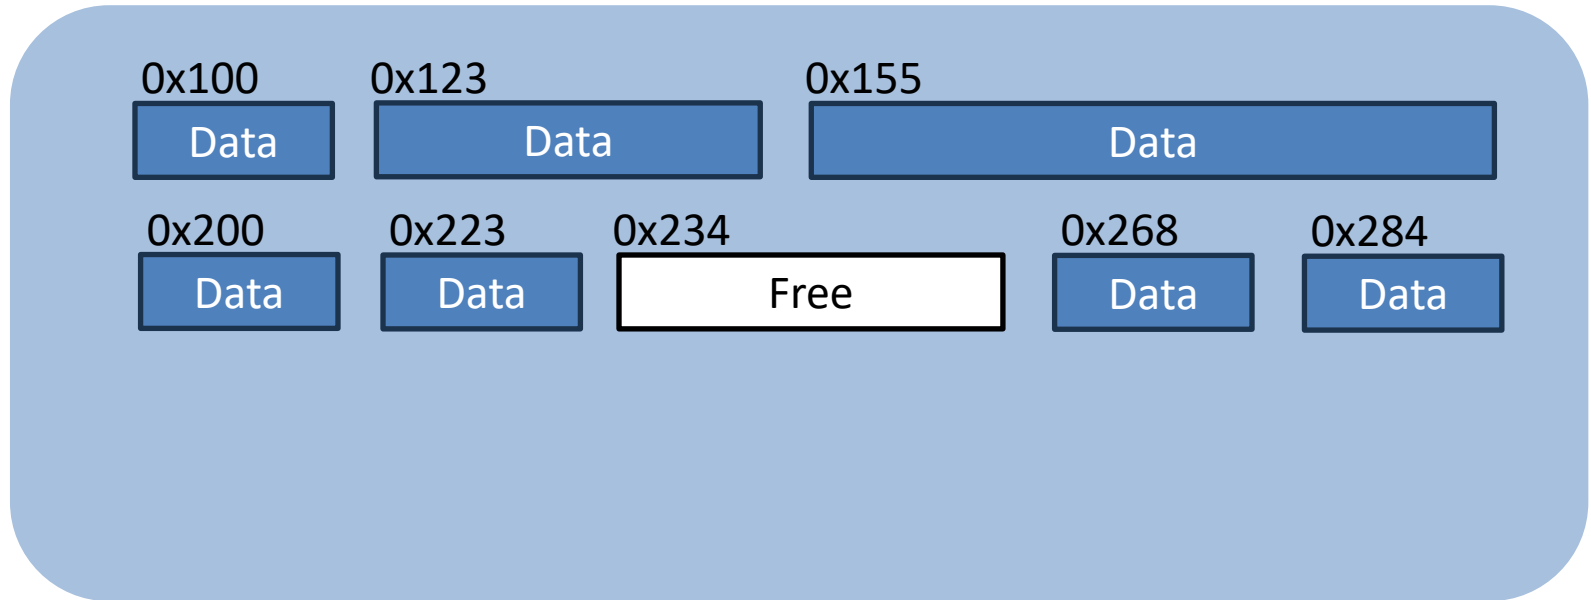 0x100 0x123 0x155
Data Data Data
0x200 0x223 0x234 0x268 0x284
Data Data Free Data Data